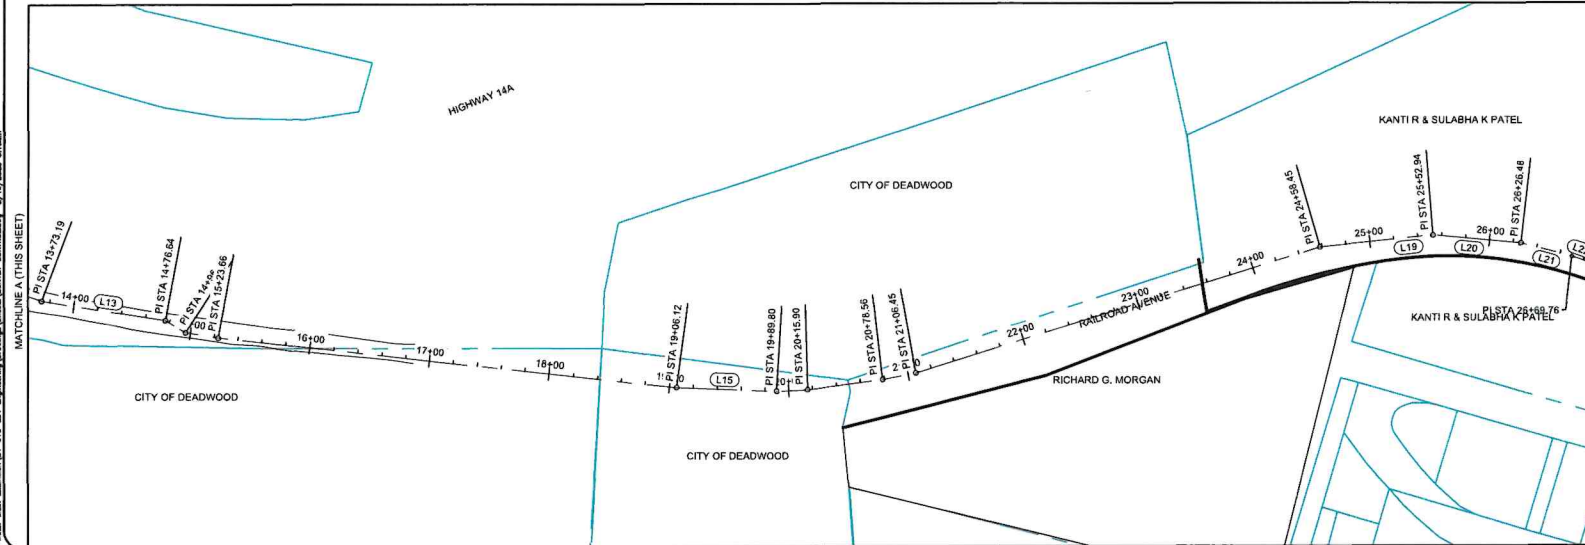 HIGHWAY 14A
KANTI R & SULABHA K PATEL
CITY OF DEADWOOD
MATCHLINE A (THIS SHEET)
PI STA 13+73.19
14+00
L13
PI STA 14+76.64
PI STA 15+23.66
16+00
17+00
18+00
PI STA 19+06.12
L15
PI STA 19+89.80
PI STA 20+15.90
PI STA 20+78.56
PI STA 21+06.45
22+00
RAILROAD AVENUE
23+00
24+00
PI STA 24+58.45
25+00
L19
PI STA 25+52.94
L20
26+00
PI STA 26+26.48
L21
PI STA 26+69.76
KANTI R & SULABHA K PATEL
RICHARD G. MORGAN
CITY OF DEADWOOD
CITY OF DEADWOOD